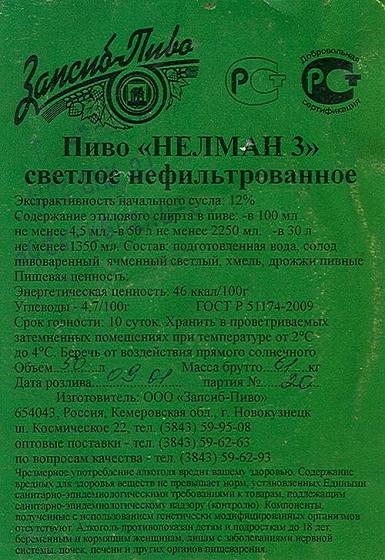 Запсиб-Пиво
РСТ
Добровольная
РСТ
сертификация
Пиво «НЕЛМАН 3»
светлое нефильтрованное
Экстрактивность начального сусла: 12%
Содержание этилового спирта в пиве: -в 100 мл
не менее 4,5 мл. -в 50 л не менее 2250 мл. -в 30 л
не менее 1350 мл. Состав: подготовленная вода, солод
пивоваренный ячменный светлый, хмель, дрожжи пивные
Пищевая ценность:
Энергетическая ценность: 46 ккал/100г
Углеводы - 4,7/100г ГОСТ Р 51174-2009
Срок годности: 10 суток. Хранить в проветриваемых
затемненных помещениях при температуре от 2°С
до 4°С. Беречь от воздействия прямого солнечного
Объем 50 л Масса брутто 61 кг
Дата розлива 09.01 партия № 20
Изготовитель: ООО «Запсиб-Пиво»
654043, Россия, Кемеровская обл., г. Новокузнецк
ш. Космическое 22, тел. (3843) 59-95-08
оптовые поставки - тел. (3843) 59-62-63
по вопросам качества - тел. (3843) 59-62-93
Чрезмерное употребление алкоголя вредит вашему здоровью. Содержание
вредных для здоровья веществ не превышает норм, установленных Едиными
санитарно-эпидемиологическими требованиями к товарам, подлежащим
санитарно-эпидемиологическому надзору (контролю). Компоненты,
полученные с использованием генетически модифицированных организмов
отсутствуют. Алкоголь противопоказан детям и подросткам до 18 лет,
беременным и кормящим женщинам, лицам с заболеваниями нервной
системы, почек, печени и других органов пищеварения.